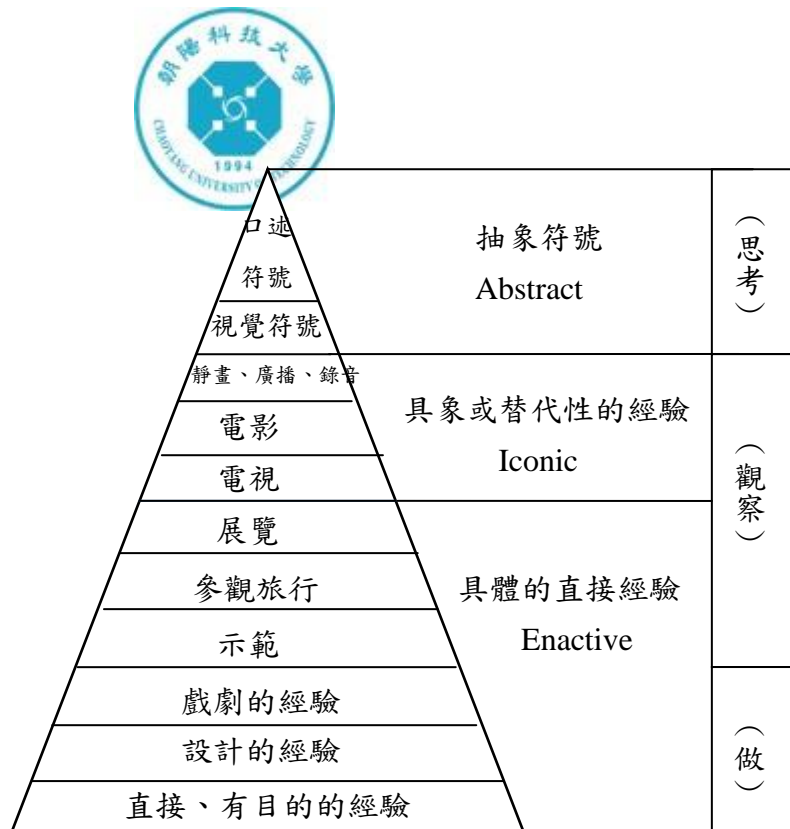 朝陽科技大學
CHAOYANG UNIVERSITY OF TECHNOLOGY
1994
口述
符號
視覺符號
靜畫、廣播、錄音
電影
電視
展覽
參觀旅行
示範
戲劇的經驗
設計的經驗
直接、有目的的經驗
抽象符號
Abstract
具象或替代性的經驗
Iconic
具體的直接經驗
Enactive
(思考)
(觀察)
(做)